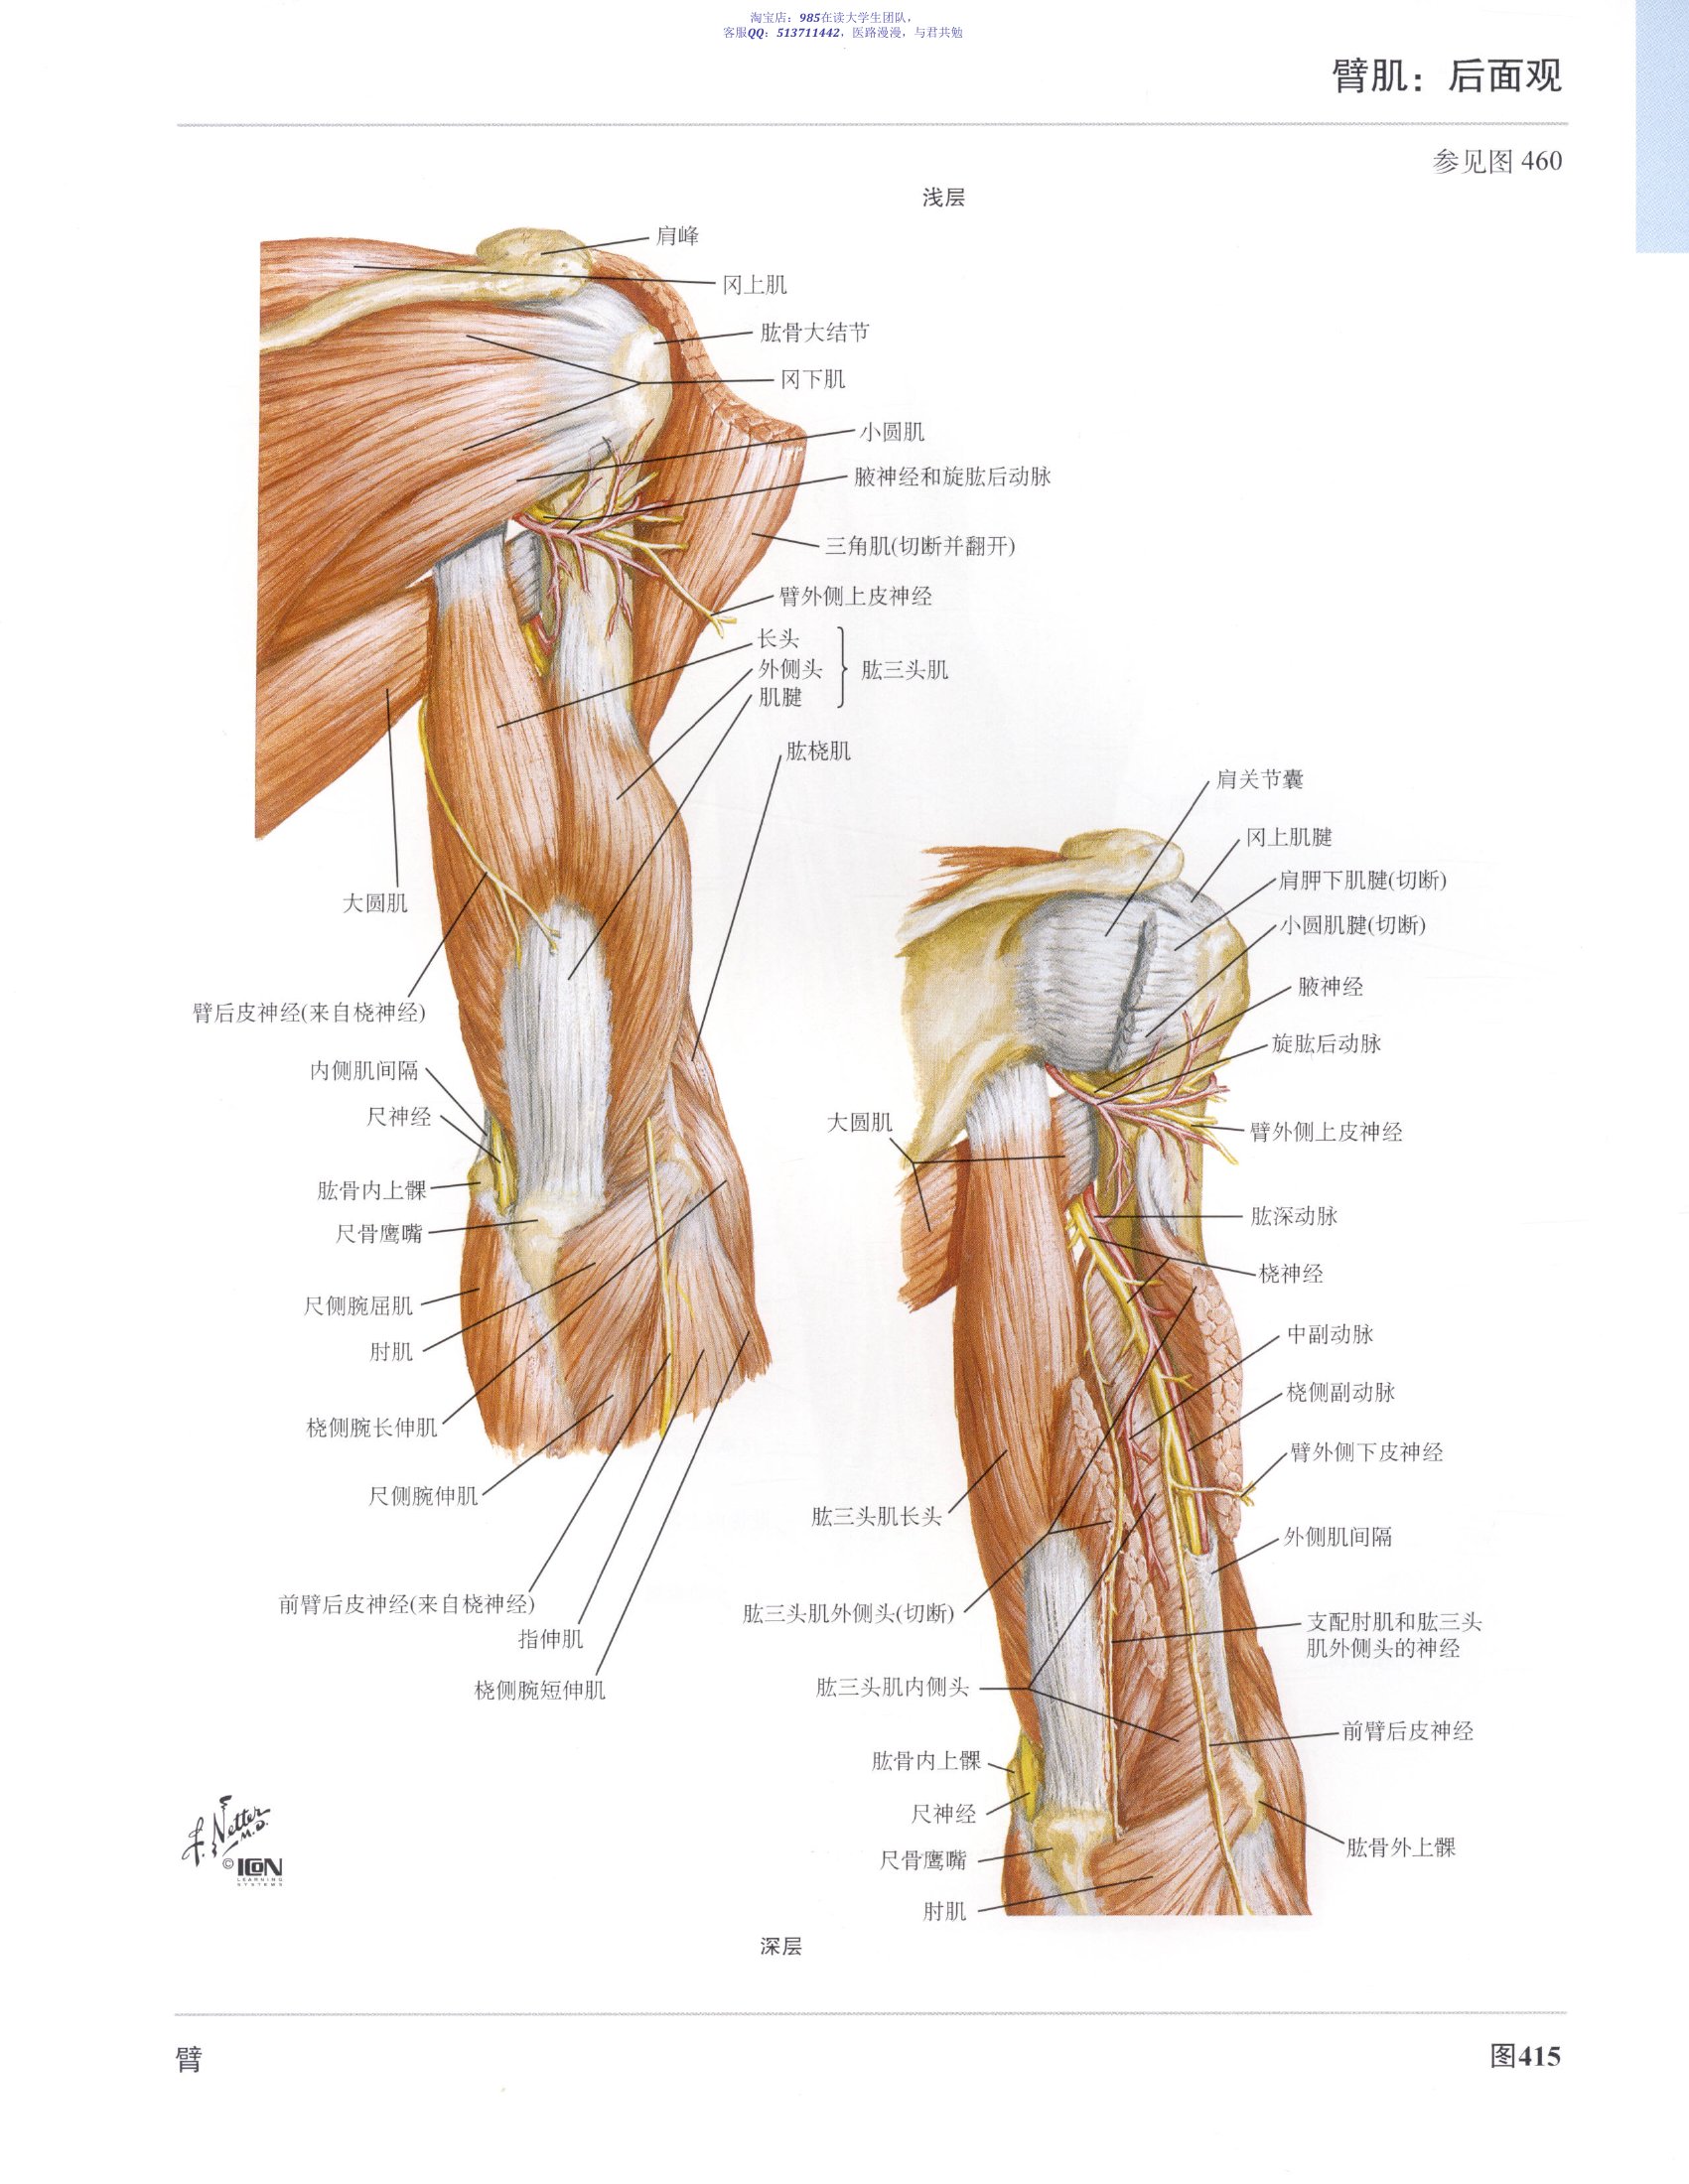 淘宝店：985在读大学生团队，
客服QQ：513711442，医路漫漫，与君共勉
臂肌：后面观
参见图 460
浅层
肩峰
冈上肌
肱骨大结节
冈下肌
小圆肌
腋神经和旋肱后动脉
三角肌(切断并翻开)
臂外侧上皮神经
长头
外侧头
肌腱
肱三头肌
肱桡肌
大圆肌
臂后皮神经(来自桡神经)
内侧肌间隔
尺神经
肱骨内上髁
尺骨鹰嘴
尺侧腕屈肌
肘肌
桡侧腕长伸肌
尺侧腕伸肌
前臂后皮神经(来自桡神经)
指伸肌
桡侧腕短伸肌
肩关节囊
冈上肌腱
肩胛下肌腱(切断)
小圆肌腱(切断)
腋神经
旋肱后动脉
大圆肌
臂外侧上皮神经
肱深动脉
桡神经
中副动脉
桡侧副动脉
臂外侧下皮神经
肱三头肌长头
外侧肌间隔
肱三头肌外侧头(切断)
支配肘肌和肱三头
肌外侧头的神经
肱三头肌内侧头
前臂后皮神经
肱骨内上髁
尺神经
肱骨外上髁
尺骨鹰嘴
肘肌
深层
F. Netter
M.D.
© ICON
LEARNING
SYSTEMS
臂
图415